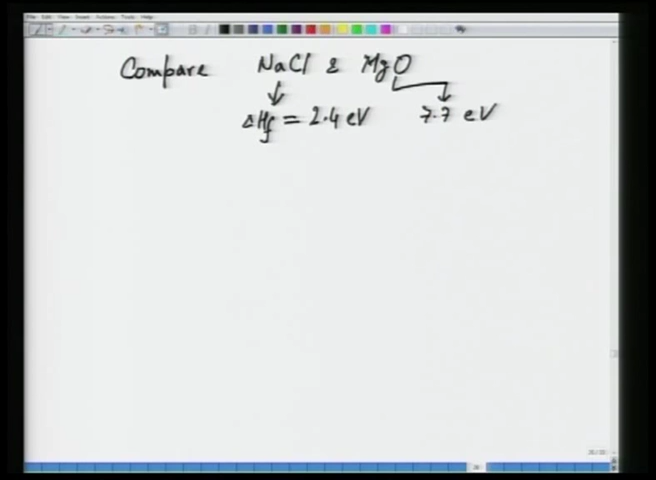 Compare NaCl & MgO
ΔHf = 2.4 eV 7.7 eV